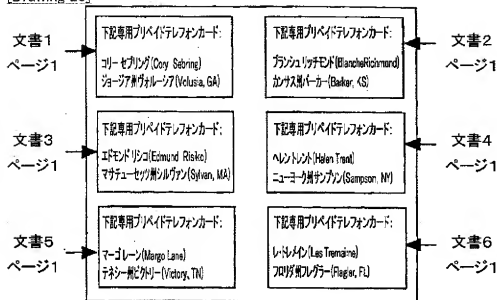 [Drawing 28]
文書1
ページ1
下記専用プリペイドテレフォンカード:
コリー セブリング(Cory Sebring)
ジョージア州ヴォルーシア(Volusia, GA)
文書2
ページ1
下記専用プリペイドテレフォンカード:
ブランシュ リッチモンド(BlancheRichmond)
カンサス州バーカー(Barker, KS)
文書3
ページ1
下記専用プリペイドテレフォンカード:
エドモンド リスコ(Edmund Risko)
マサチューセッツ州シルヴァン(Sylvan, MA)
文書4
ページ1
下記専用プリペイドテレフォンカード:
ヘレン トレント(Helen Trent)
ニューヨーク州サンプソン(Sampson, NY)
文書5
ページ1
下記専用プリペイドテレフォンカード:
マーゴ レーン(Margo Lane)
テネシー州ビクトリー(Victory, TN)
文書6
ページ1
下記専用プリペイドテレフォンカード:
レ・トレメイン(Les Tremaine)
フロリダ州フレグラー(Flagler, FL)